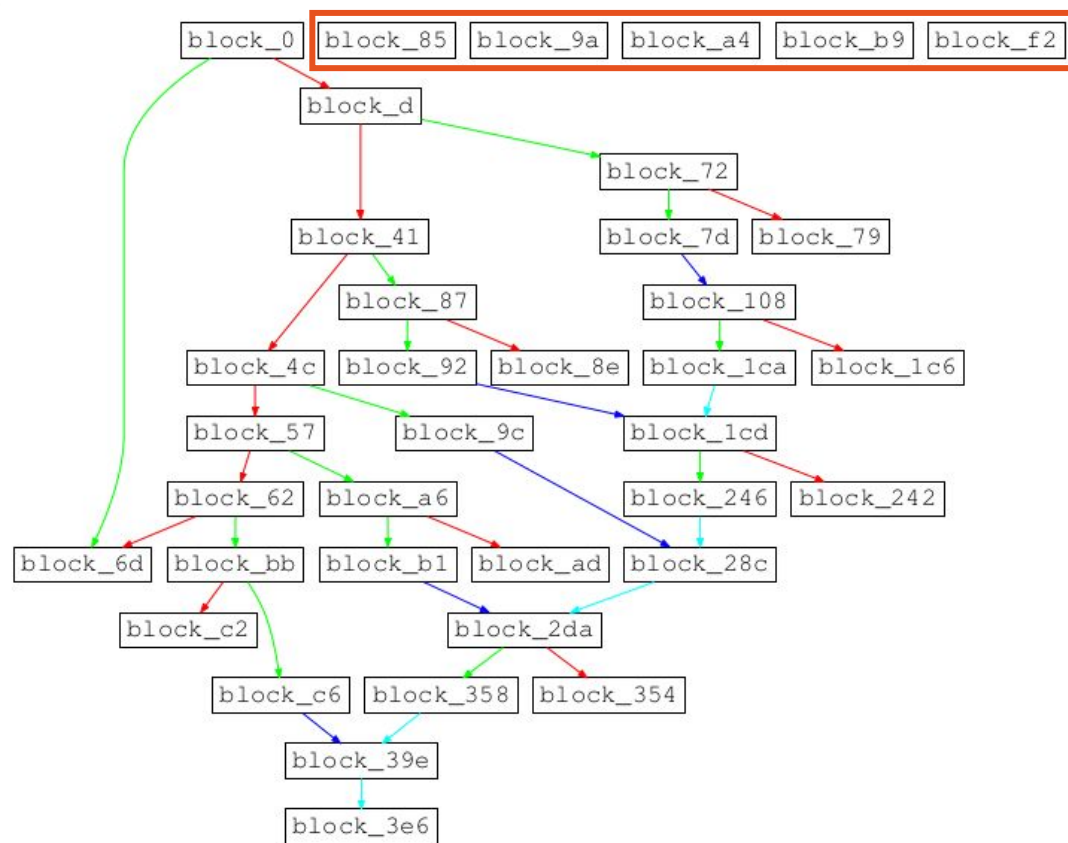 block_0 block_85 block_9a block_a4 block_b9 block_f2
block_d
block_72
block_41 block_7d block_79
block_87 block_108
block_4c block_92 block_8e block_1ca block_1c6
block_57 block_9c block_1cd
block_62 block_a6 block_246 block_242
block_6d block_bb block_b1 block_ad block_28c
block_c2 block_2da
block_c6 block_358 block_354
block_39e
block_3e6